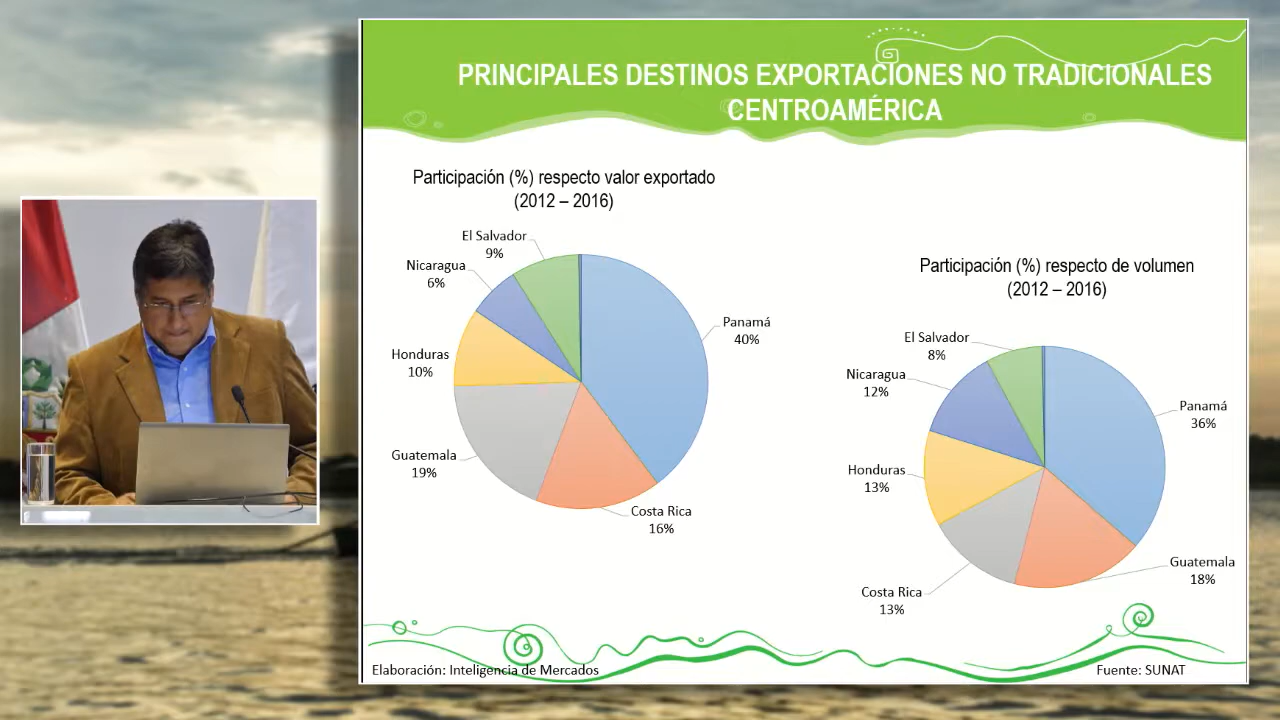 PRINCIPALES DESTINOS EXPORTACIONES NO TRADICIONALES
CENTROAMÉRICA
Participación (%) respecto valor exportado
(2012 – 2016)
El Salvador
9%
Nicaragua
6%
Honduras
10%
Guatemala
19%
Costa Rica
16%
Panamá
40%
Participación (%) respecto de volumen
(2012 – 2016)
El Salvador
8%
Nicaragua
12%
Honduras
13%
Costa Rica
13%
Guatemala
18%
Panamá
36%
Elaboración: Inteligencia de Mercados
Fuente: SUNAT